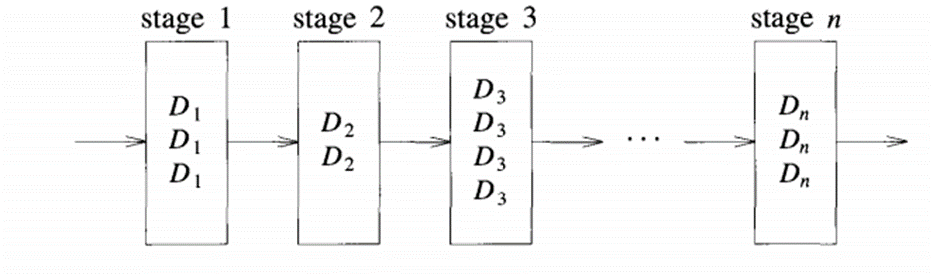 stage 1 stage 2 stage 3 stage n
D₁ D₂ D₃ Dₙ
D₁ D₂ D₃ ... Dₙ
D₁ D₃ Dₙ
D₃